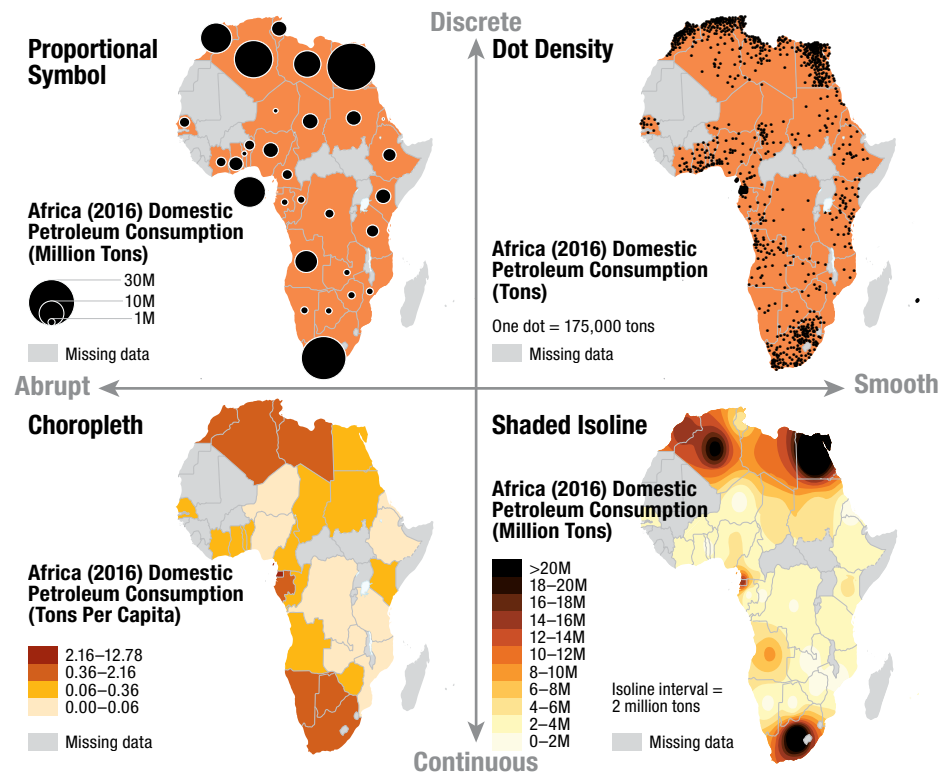 Discrete
Proportional
Symbol
Africa (2016) Domestic
Petroleum Consumption
(Million Tons)
30M
10M
1M
Missing data
Dot Density
Africa (2016) Domestic
Petroleum Consumption
(Tons)
One dot = 175,000 tons
Missing data
Abrupt
Smooth
Choropleth
Africa (2016) Domestic
Petroleum Consumption
(Tons Per Capita)
2.16–12.78
0.36–2.16
0.06–0.36
0.00–0.06
Missing data
Shaded Isoline
Africa (2016) Domestic
Petroleum Consumption
(Million Tons)
>20M
18–20M
16–18M
14–16M
12–14M
10–12M
8–10M
6–8M
4–6M
2–4M
0–2M
Isoline interval =
2 million tons
Missing data
Continuous